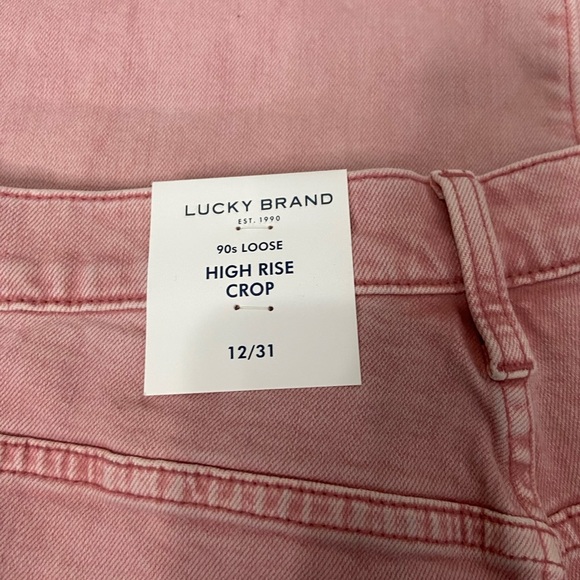 LUCKY BRAND
EST. 1990
90s LOOSE
HIGH RISE
CROP
12/31